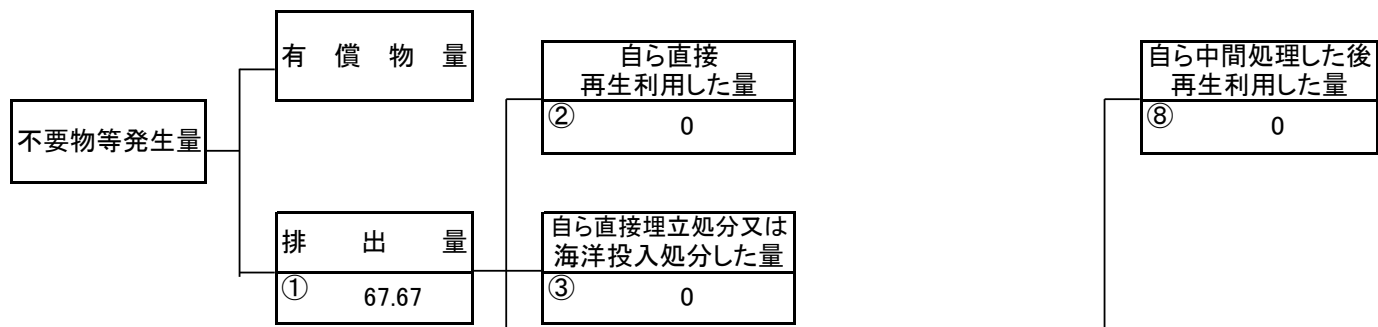 有償物量
自ら直接
再生利用した量
② 0
自ら中間処理した後
再生利用した量
⑧ 0
不要物等発生量
排出量
① 67.67
自ら直接埋立処分又は
海洋投入処分した量
③ 0